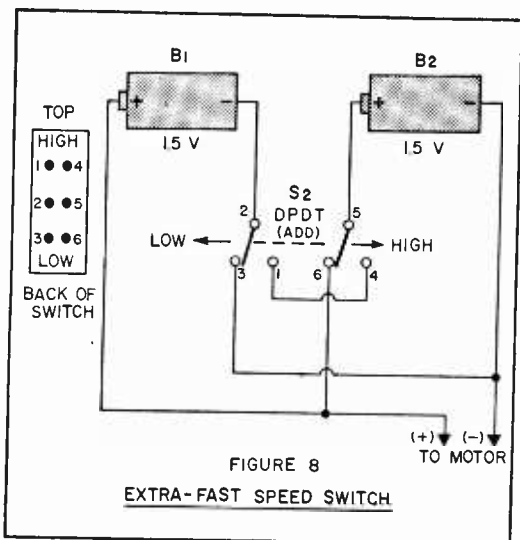 B1
B2
+ -
+ -
1.5 V
1.5 V
TOP
HIGH
1 4
2 5
3 6
LOW
BACK OF
SWITCH
S2
DPDT
(ADD)
2
5
LOW
HIGH
3
1
6
4
(+) (-)
TO MOTOR
FIGURE 8
EXTRA-FAST SPEED SWITCH